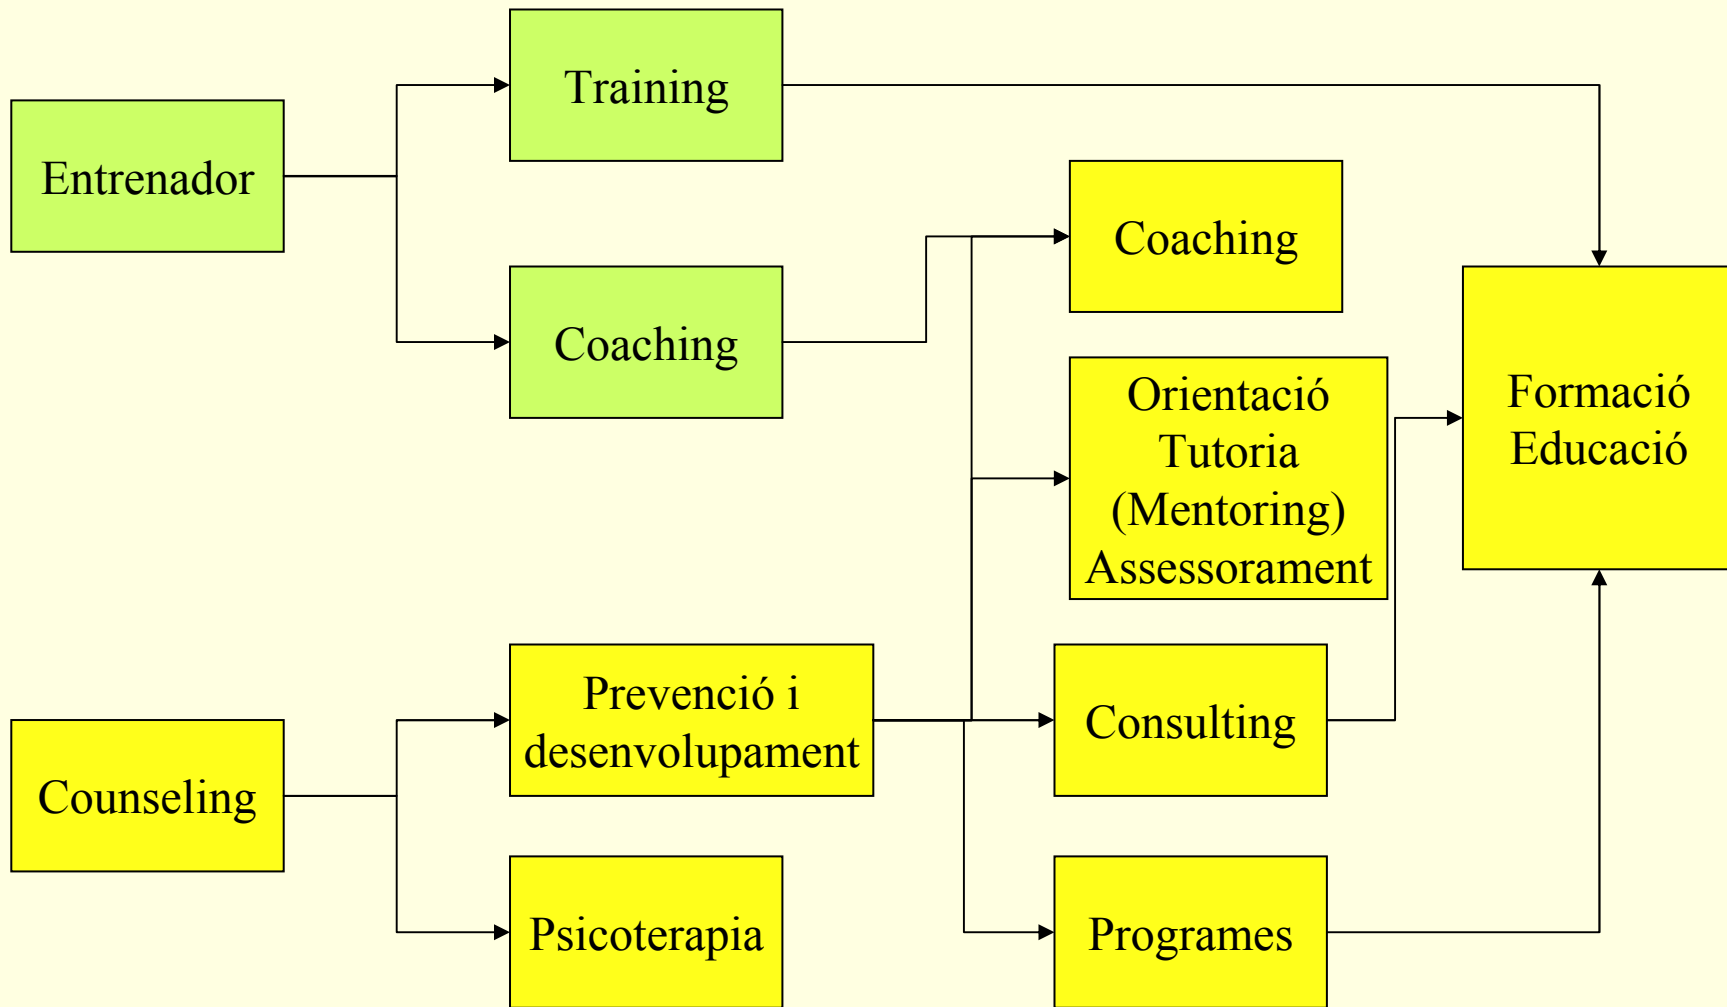 Training
Entrenador
Coaching
Coaching
Orientació
Tutoria
(Mentoring)
Assessorament
Formació
Educació
Prevenció i
desenvolupament
Consulting
Counseling
Psicoterapia
Programes